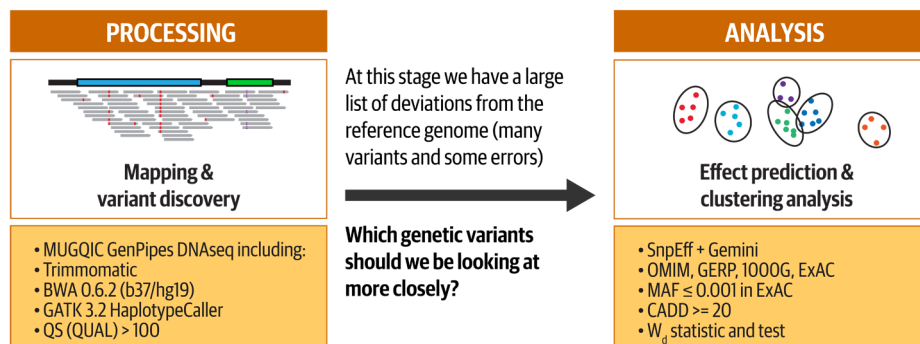 PROCESSING
Mapping &
variant discovery
• MUGQIC GenPipes DNAseq including:
• Trimmomatic
• BWA 0.6.2 (b37/hg19)
• GATK 3.2 HaplotypeCaller
• QS (QUAL) > 100
At this stage we have a large
list of deviations from the
reference genome (many
variants and some errors)
Which genetic variants
should we be looking at
more closely?
ANALYSIS
Effect prediction &
clustering analysis
• SnpEff + Gemini
• OMIM, GERP, 1000G, ExAC
• MAF ≤ 0.001 in ExAC
• CADD >= 20
• Wd statistic and test